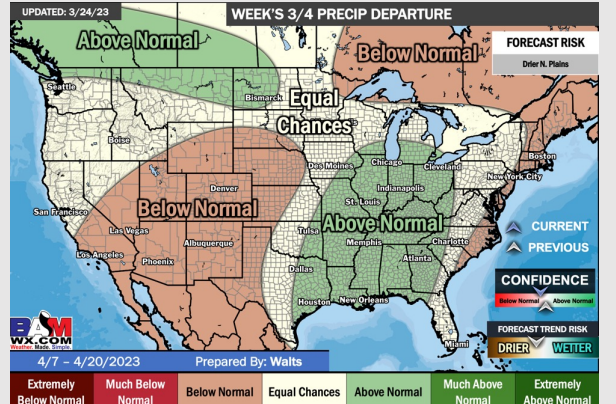 UPDATED: 3/24/23
WEEK'S 3/4 PRECIP DEPARTURE
Above Normal
Below Normal
FORECAST RISK
Drier N. Plains
Seattle
Bismarck
Equal
Chances
Boise
Des Moines
Chicago
Cleveland
Boston
New York City
Denver
Indianapolis
St. Louis
San Francisco
Below Normal
Above Normal
Las Vegas
Tulsa
CURRENT
Los Angeles
Albuquerque
Memphis
Charlotte
PREVIOUS
Phoenix
Dallas
Atlanta
CONFIDENCE
Houston
New Orleans
Below Normal
Above Normal
BAM
WX.COM
Weather. Made. Simple.
FORECAST TREND RISK
DRIER
WETTER
Miami
4/7 – 4/20/2023
Prepared By: Walts
Extremely
Below Normal
Much Below
Normal
Below Normal
Equal Chances
Above Normal
Much Above
Normal
Extremely
Above Normal